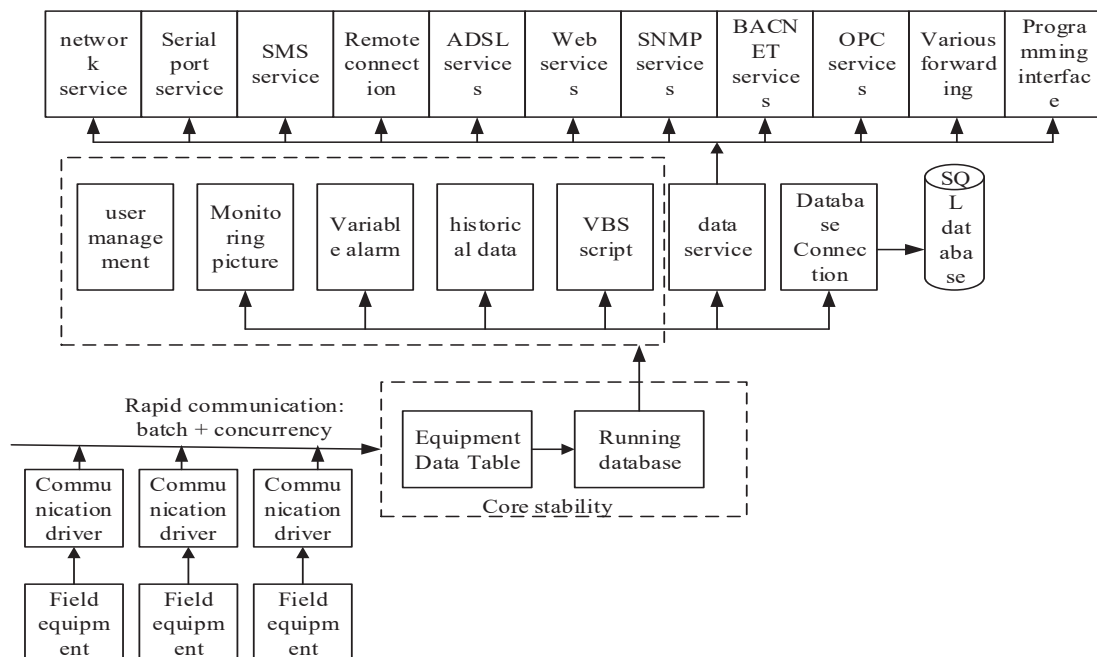 networ
k service
Serial
port
service
SMS
service
Remote
connect
ion
ADSL
service
s
Web
service
s
SNMP
service
s
BACN
ET
service
s
OPC
service
s
Various
forward
ing
Progra
mming
interfac
e
user
manage
ment
Monito
ring
picture
Variabl
e alarm
historic
al data
VBS
script
data
service
Databa
se
Connec
tion
SQ
L
dat
aba
se
Rapid communication:
batch + concurrency
Equipment
Data Table
Running
database
Core stability
Commu
nication
driver
Commu
nication
driver
Commu
nication
driver
Field
equipm
ent
Field
equipm
ent
Field
equipm
ent